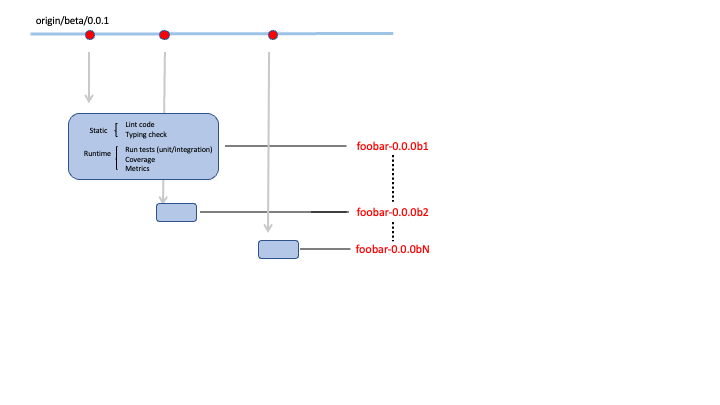 origin/beta/0.0.1
Static
Lint code
Typing check
Runtime
Run tests (unit/integration)
Coverage
Metrics
foobar-0.0.0b1
foobar-0.0.0b2
foobar-0.0.0bN